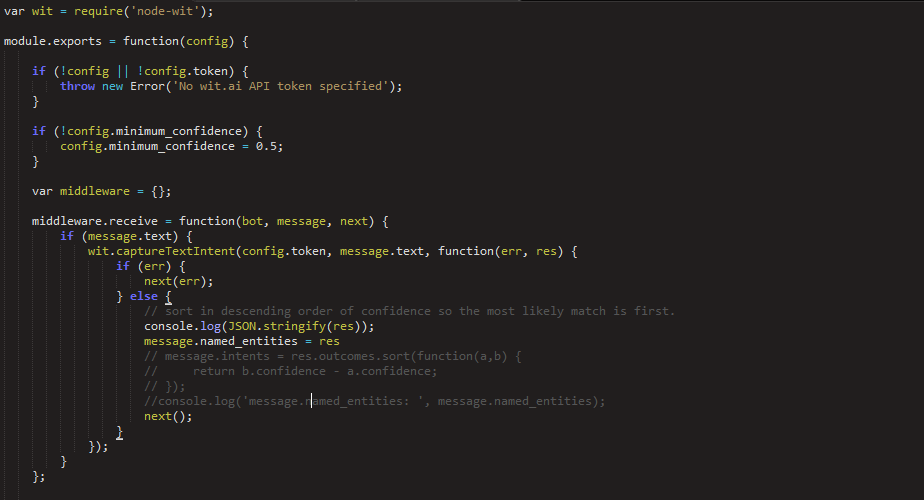 var wit = require('node-wit');
module.exports = function(config) {
if (!config || !config.token) {
throw new Error('No wit.ai API token specified');
}
if (!config.minimum_confidence) {
config.minimum_confidence = 0.5;
}
var middleware = {};
middleware.receive = function(bot, message, next) {
if (message.text) {
wit.captureTextIntent(config.token, message.text, function(err, res) {
if (err) {
next(err);
} else {
// sort in descending order of confidence so the most likely match is first.
console.log(JSON.stringify(res));
message.named_entities = res
// message.intents = res.outcomes.sort(function(a,b) {
//     return b.confidence - a.confidence;
// });
//console.log('message.named_entities: ', message.named_entities);
next();
}
});
}
};